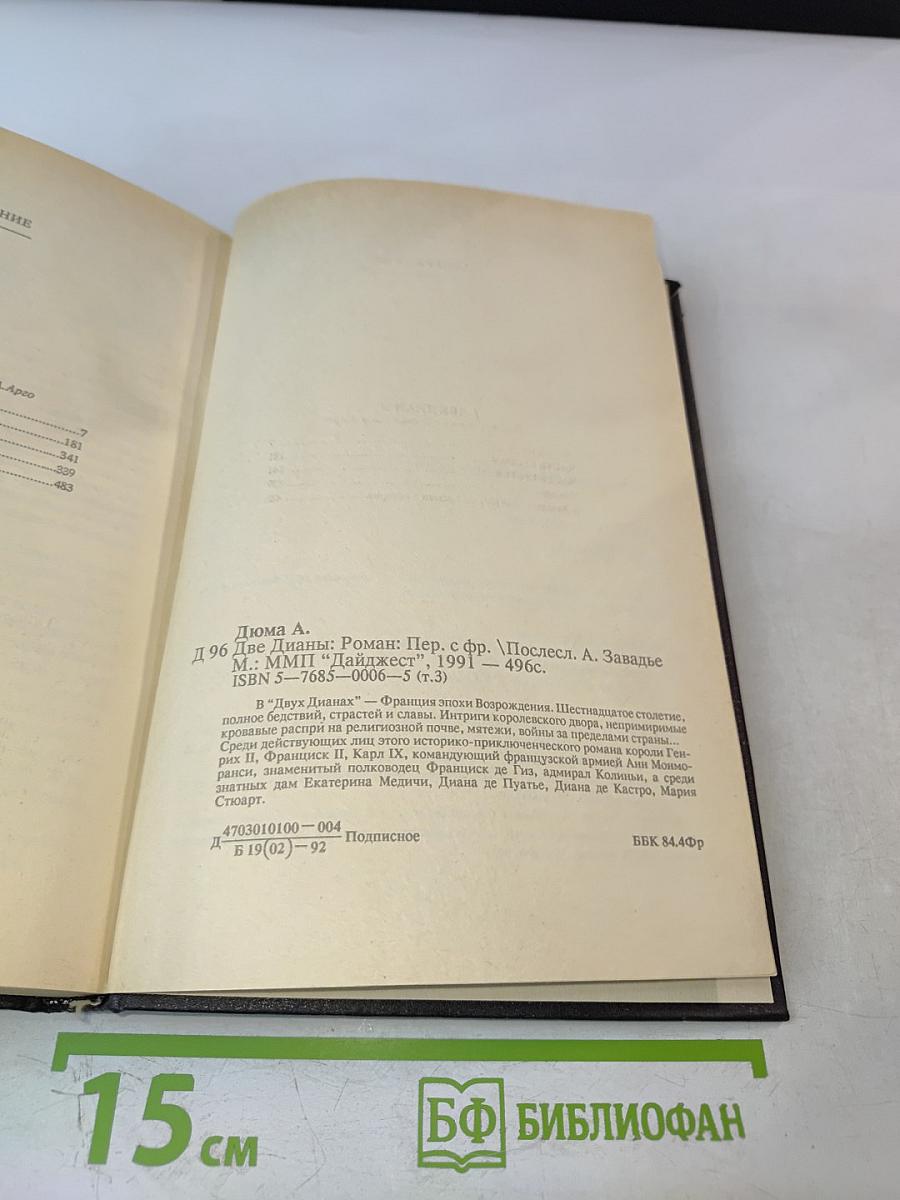 НИЕ
Арго
7
181
341
339
483
Дюма А.
Д 96 Две Дианы: Роман: Пер. с фр. \Послесл. А. Завадье
М.: ММП “Дайджест”, 1991 — 496с.
ISBN 5—7685—0006—5 (т.3)
В “Двух Дианах” — Франция эпохи Возрождения. Шестнадцатое столетие,
полное бедствий, страстей и славы. Интриги королевского двора, непримиримые
кровавые распри на религиозной почве, мятежи, войны за пределами страны...
Среди действующих лиц этого историко-приключенческого романа короли Ген-
рих II, Франциск II, Карл IX, командующий французской армией Анн Монмо-
ранси, знаменитый полководец Франциск де Гиз, адмирал Колиньи, а среди
знатных дам Екатерина Медичи, Диана де Пуатье, Диана де Кастро, Мария
Стюарт.
Д 4703010100—004 Подписное
Б 19(02)—92
ББК 84.4Фр
15 см
БФ БИБЛИОФАН